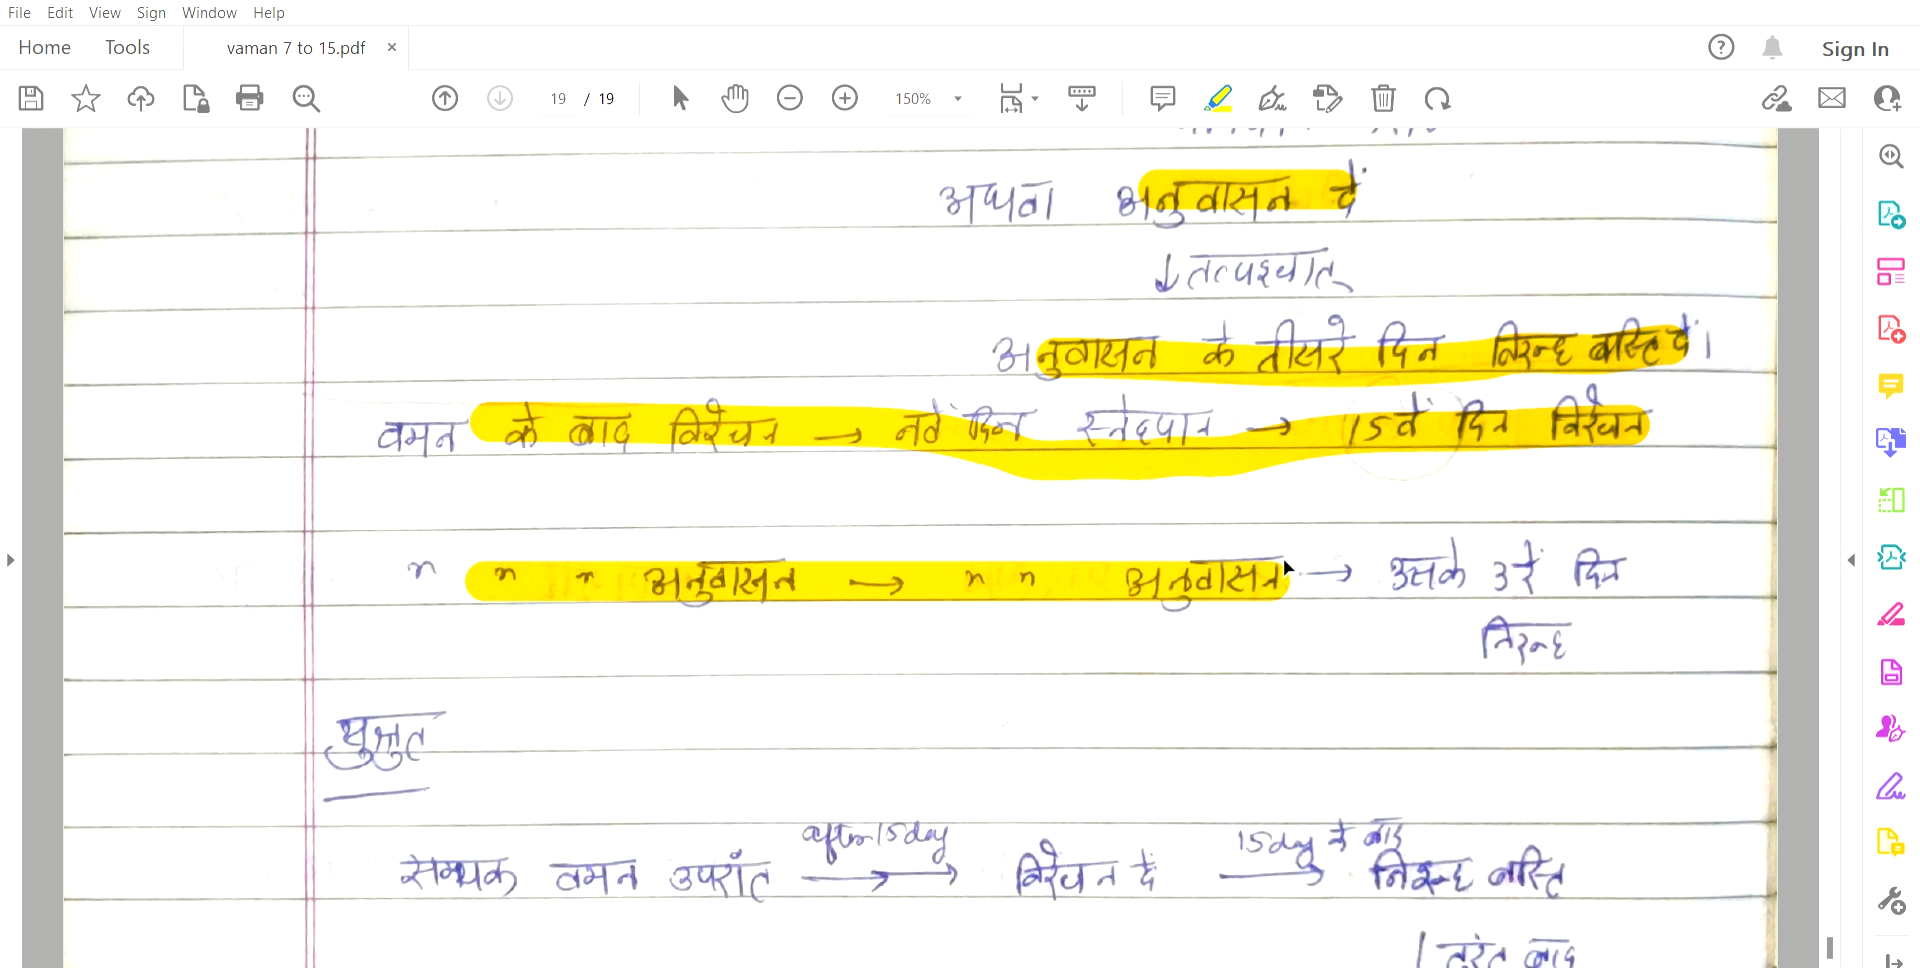 File Edit View Sign Window Help
Home Tools vaman 7 to 15.pdf × Sign In
19 / 19 150%
अथवा अनुवासन दें
↓ तत्पश्चात्
अनुवासन के तीसरे दिन निरूह बस्ति दें।
वमन के बाद विरेचन → नवें दिन स्नेहपान → 15वें दिन विरेचन
" " " अनुवासन → " " अनुवासन → उसके 3रे दिन
निरूह
सुश्रुत
after 15 day 15 day के बाद
सम्यक वमन उपरांत → विरेचन दें → निरूह बस्ति
तुरंत बाद